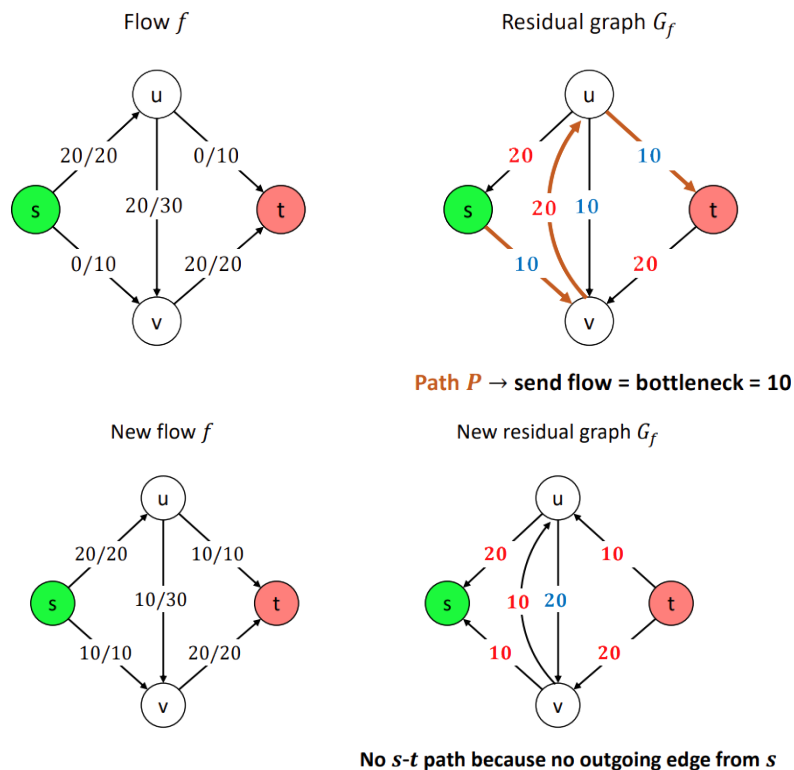 Flow f
Residual graph G_f
u
u
20/20
0/10
20
10
s
20/30
t
s
20
10
t
0/10
20/20
10
20
v
v
Path P → send flow = bottleneck = 10
New flow f
New residual graph G_f
u
u
20/20
10/10
20
10
s
10/30
t
s
10
20
t
10/10
20/20
10
20
v
v
No s-t path because no outgoing edge from s